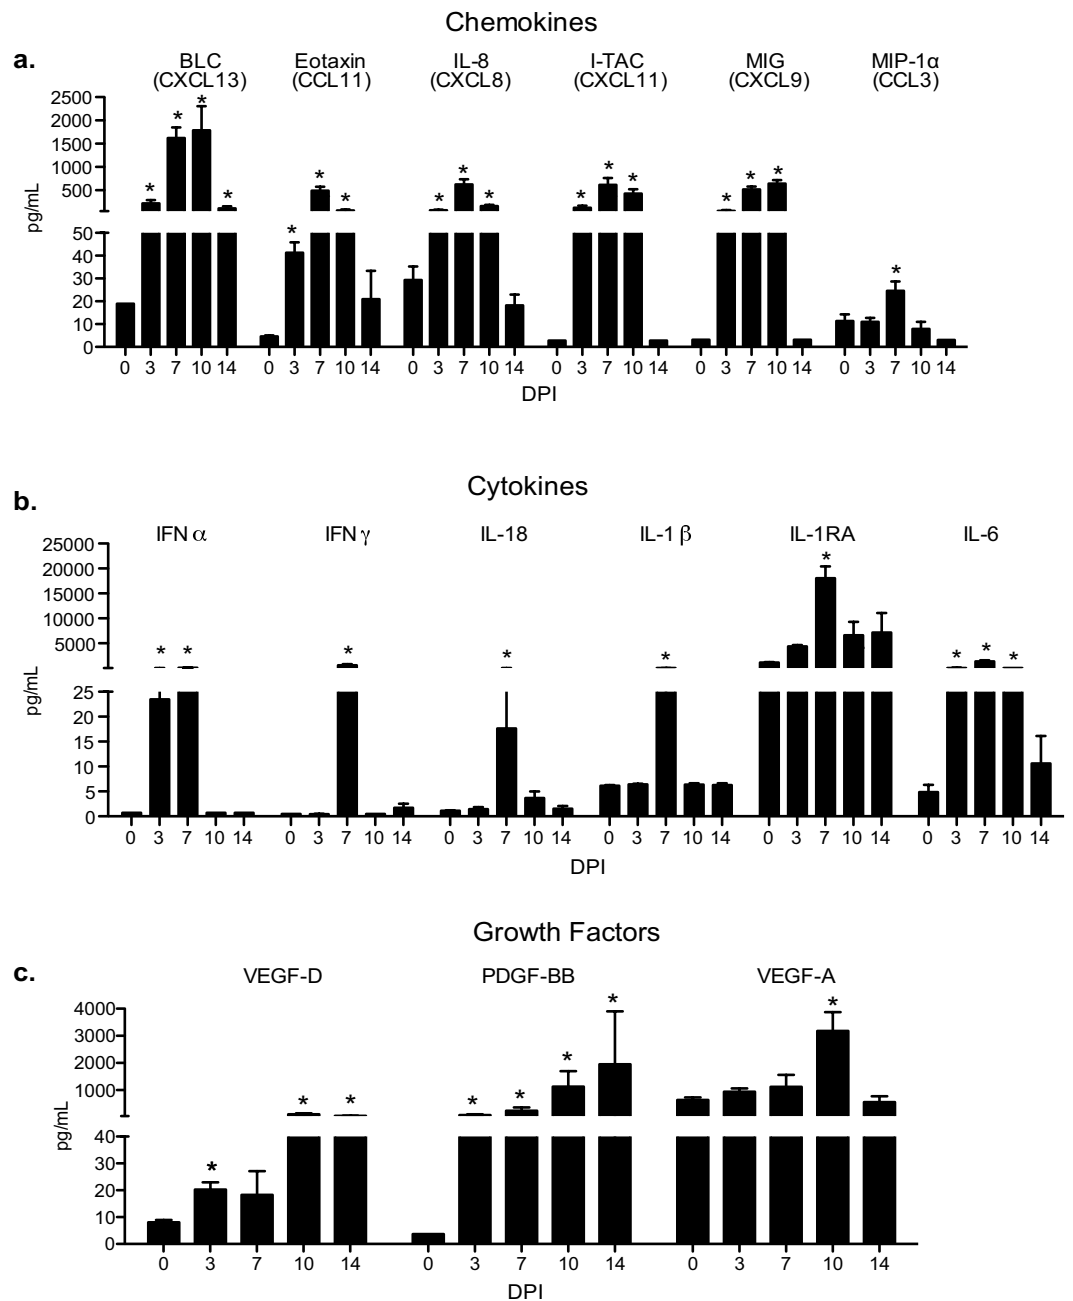 Chemokines
a.
BLC Eotaxin IL-8 I-TAC MIG MIP-1α
(CXCL13) (CCL11) (CXCL8) (CXCL11) (CXCL9) (CCL3)
2500
2000
1500
1000
500
pg/mL
50
40
30
20
10
0
* * * * * * * * * * * * * * * * *
0 3 7 10 14 0 3 7 10 14 0 3 7 10 14 0 3 7 10 14 0 3 7 10 14 0 3 7 10 14
DPI
Cytokines
b.
IFN α IFN γ IL-18 IL-1 β IL-1RA IL-6
25000
20000
15000
10000
5000
pg/mL
25
20
15
10
5
0
* * * * * * * * *
0 3 7 10 14 0 3 7 10 14 0 3 7 10 14 0 3 7 10 14 0 3 7 10 14 0 3 7 10 14
DPI
Growth Factors
c.
VEGF-D PDGF-BB VEGF-A
4000
3000
2000
1000
pg/mL
40
30
20
10
0
* * * * * * * *
0 3 7 10 14 0 3 7 10 14 0 3 7 10 14
DPI